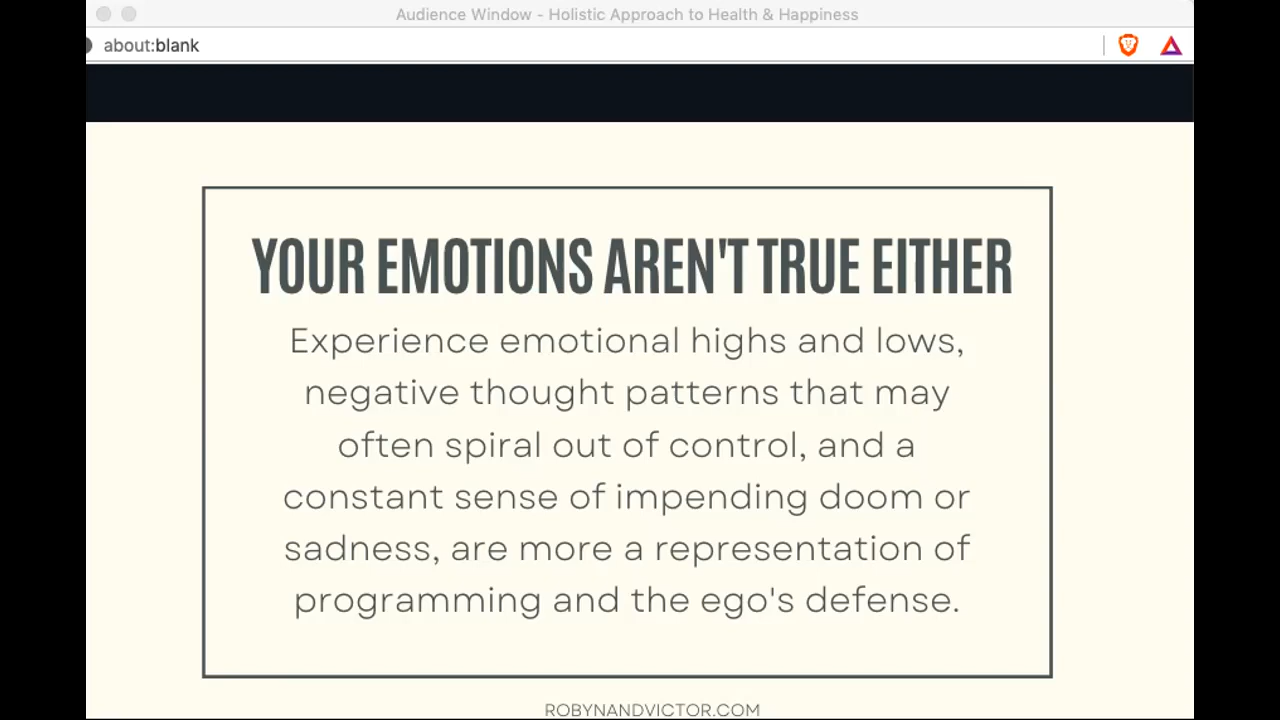 Audience Window - Holistic Approach to Health & Happiness
about:blank
YOUR EMOTIONS AREN'T TRUE EITHER
Experience emotional highs and lows,
negative thought patterns that may
often spiral out of control, and a
constant sense of impending doom or
sadness, are more a representation of
programming and the ego's defense.
ROBYNANDVICTOR.COM